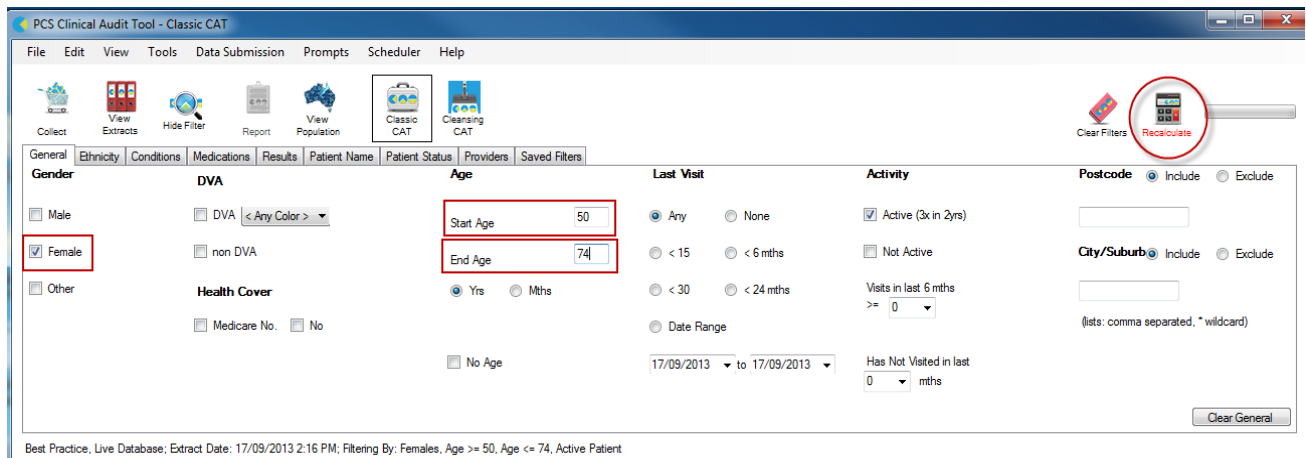 PCS Clinical Audit Tool - Classic CAT
File Edit View Tools Data Submission Prompts Scheduler Help
Collect View Extracts Hide Filter Report View Population Classic CAT Cleansing CAT Clear Filters Recalculate
General Ethnicity Conditions Medications Results Patient Name Patient Status Providers Saved Filters
Gender DVA Age Last Visit Activity Postcode Include Exclude
Male DVA < Any Color > Start Age 50 Any None Active (3x in 2yrs)
Female non DVA End Age 74 < 15 < 6 mths Not Active City/Suburb Include Exclude
Other Health Cover Yrs Mths < 30 < 24 mths Visits in last 6 mths
>= 0
Medicare No. No Date Range (lists: comma separated, * wildcard)
No Age 17/09/2013 to 17/09/2013 Has Not Visited in last
0 mths
Clear General
Best Practice, Live Database; Extract Date: 17/09/2013 2:16 PM; Filtering By: Females, Age >= 50, Age <= 74, Active Patient